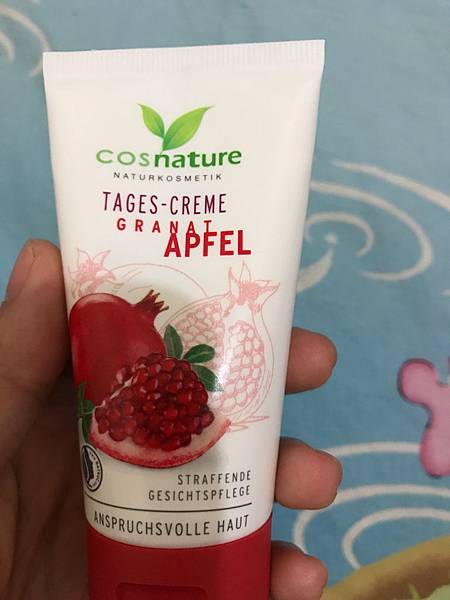 cosnature
NATURKOSMETIK
TAGES-CREME
GRANAT
APFEL
STRAFFENDE
GESICHTSPFLEGE
ANSPRUCHSVOLLE HAUT